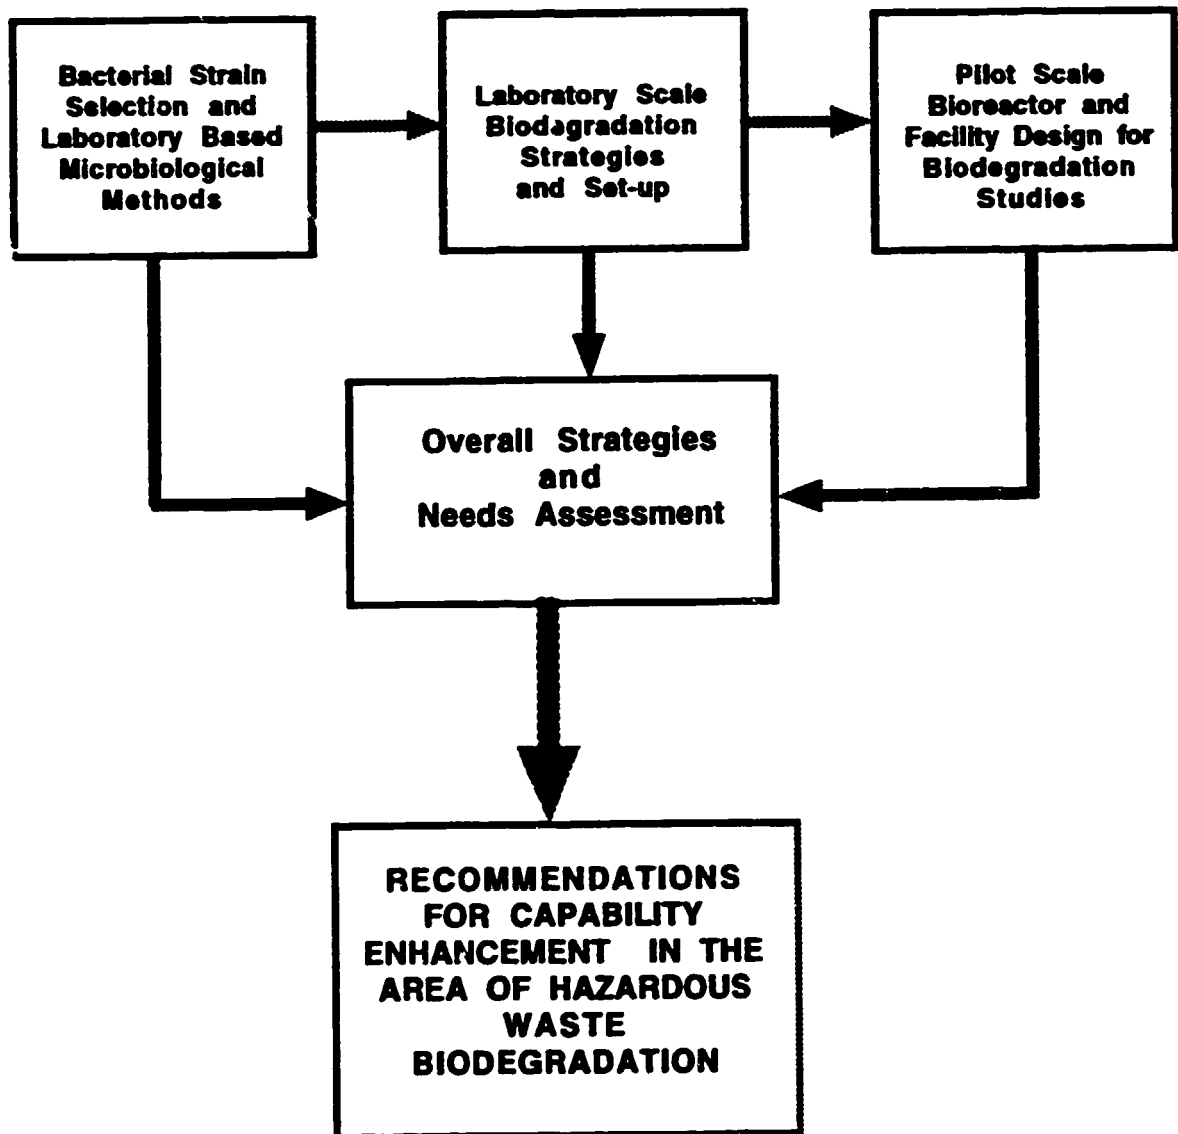 Bacterial Strain
Selection and
Laboratory Based
Microbiological
Methods
Laboratory Scale
Biodagradation
Strategies
and Set-up
Pilot Scale
Bioreactor and
Facility Design for
Biodegradation
Studies
Overall Strategies
and
Needs Assessment
RECOMMENDATIONS
FOR CAPABILITY
ENHANCEMENT IN THE
AREA OF HAZARDOUS
WASTE
BIODEGRADATION